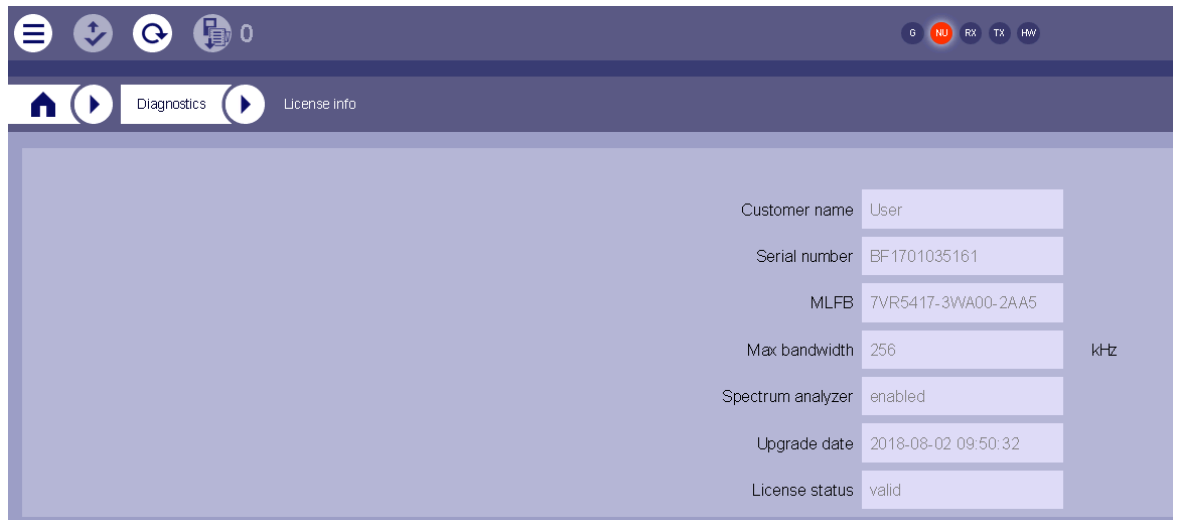 0
G NU RX TX HW
Diagnostics License info
Customer name User
Serial number BF1701035161
MLFB 7VR5417-3WA00-2AA5
Max bandwidth 256 kHz
Spectrum analyzer enabled
Upgrade date 2018-08-02 09:50:32
License status valid